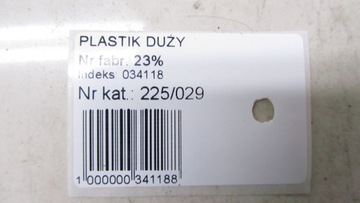 PLASTIK DUŻY
Nr fabr. 23%
Indeks 034118
Nr kat.: 225/029
1 000000 341188